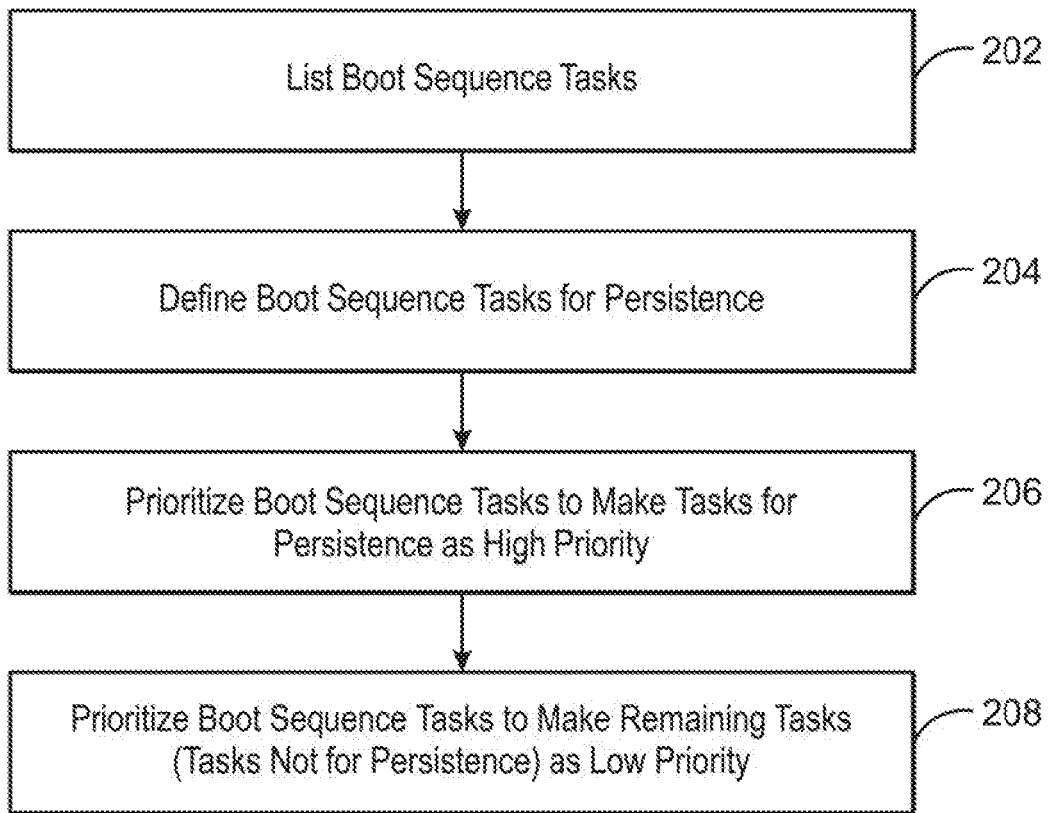 List Boot Sequence Tasks
202
Define Boot Sequence Tasks for Persistence
204
Prioritize Boot Sequence Tasks to Make Tasks for
Persistence as High Priority
206
Prioritize Boot Sequence Tasks to Make Remaining Tasks
(Tasks Not for Persistence) as Low Priority
208